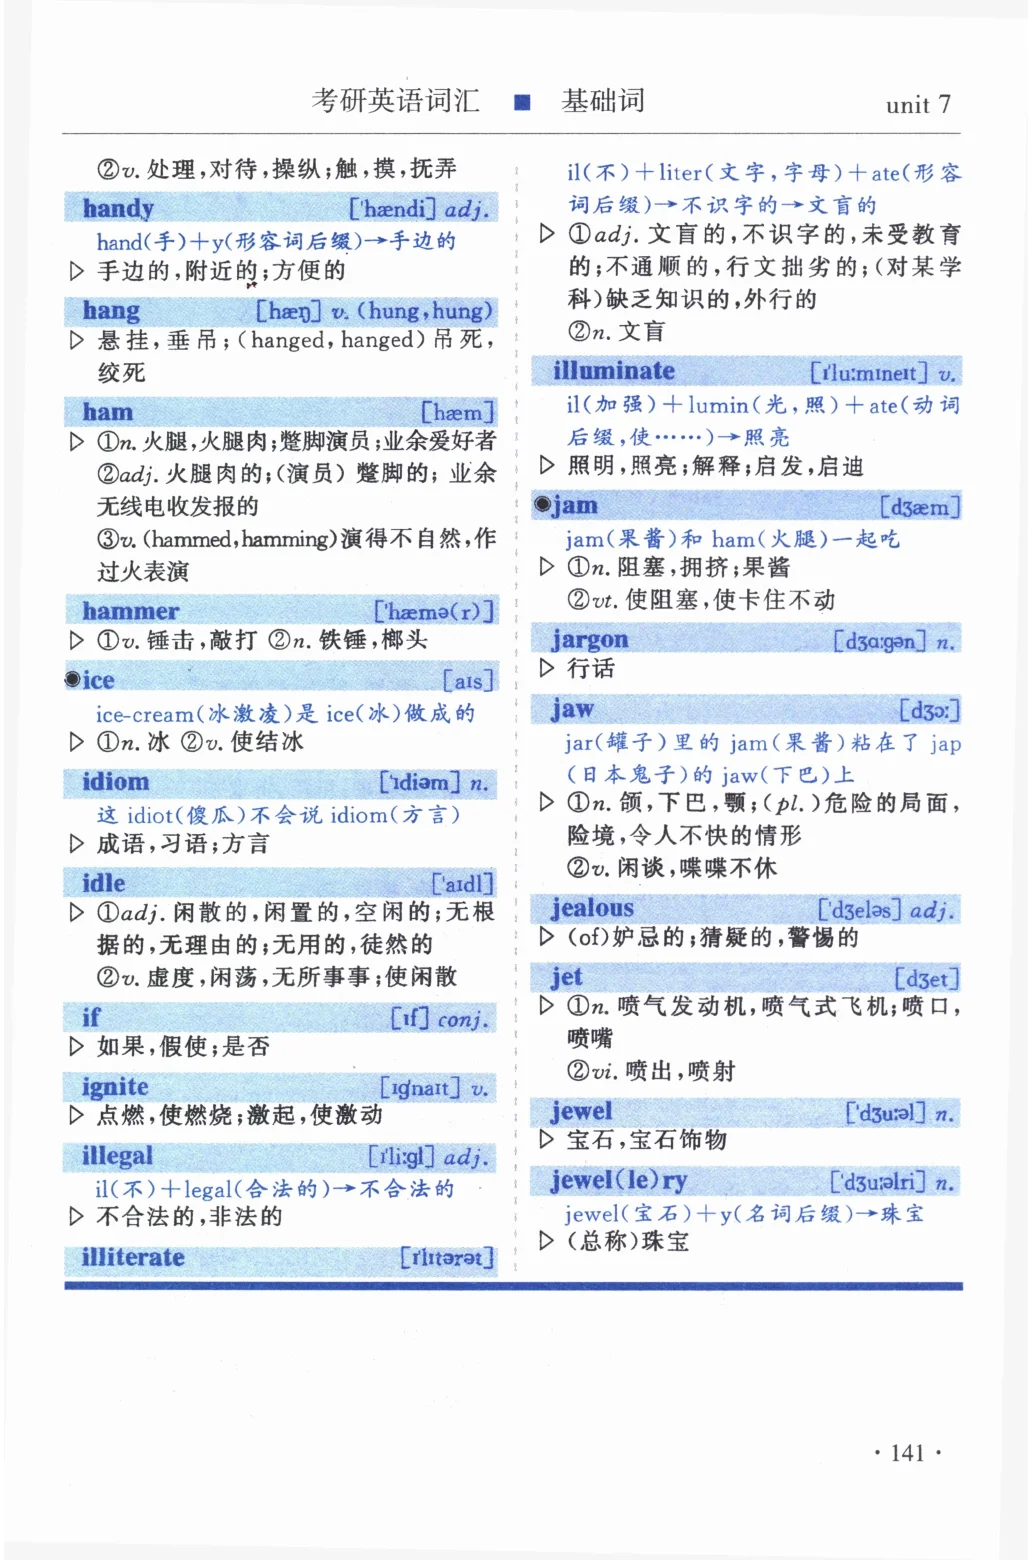 考研英语词汇 ■ 基础词 unit 7
②v. 处理,对待,操纵;触,摸,抚弄
handy ['hændi] adj.
hand(手)+y(形容词后缀)→手边的
▷ 手边的,附近的;方便的
hang [hæŋ] v. (hung,hung)
▷ 悬挂,垂吊;(hanged, hanged)吊死,
绞死
ham [hæm]
▷ ①n. 火腿,火腿肉;蹩脚演员;业余爱好者
②adj. 火腿肉的;(演员)蹩脚的;业余
无线电收发报的
③v. (hammed,hamming)演得不自然,作
过火表演
hammer ['hæmə(r)]
▷ ①v. 锤击,敲打 ②n. 铁锤,榔头
●ice [aɪs]
ice-cream(冰激凌)是 ice(冰)做成的
▷ ①n. 冰 ②v. 使结冰
idiom ['ɪdiəm] n.
这 idiot(傻瓜)不会说 idiom(方言)
▷ 成语,习语;方言
idle ['aɪdl]
▷ ①adj. 闲散的,闲置的,空闲的;无根
据的,无理由的;无用的,徒然的
②v. 虚度,闲荡,无所事事;使闲散
if [ɪf] conj.
▷ 如果,假使;是否
ignite [ɪg'naɪt] v.
▷ 点燃,使燃烧;激起,使激动
illegal [ɪ'li:gl] adj.
il(不)+legal(合法的)→不合法的
▷ 不合法的,非法的
illiterate [ɪ'lɪtərət]
il(不)+liter(文字,字母)+ate(形容
词后缀)→不识字的→文盲的
▷ ①adj. 文盲的,不识字的,未受教育
的;不通顺的,行文拙劣的;(对某学
科)缺乏知识的,外行的
②n. 文盲
illuminate [ɪ'lu:mɪneɪt] v.
il(加强)+lumin(光,照)+ate(动词
后缀,使……)→照亮
▷ 照明,照亮;解释;启发,启迪
●jam [dʒæm]
jam(果酱)和 ham(火腿)一起吃
▷ ①n. 阻塞,拥挤;果酱
②vt. 使阻塞,使卡住不动
jargon [dʒɑ:gən] n.
▷ 行话
jaw [dʒɔ:]
jar(罐子)里的 jam(果酱)粘在了 jap
(日本鬼子)的 jaw(下巴)上
▷ ①n. 颌,下巴,颚;(pl.)危险的局面,
险境,令人不快的情形
②v. 闲谈,喋喋不休
jealous ['dʒeləs] adj.
▷ (of)妒忌的;猜疑的,警惕的
jet [dʒet]
▷ ①n. 喷气发动机,喷气式飞机;喷口,
喷嘴
②vi. 喷出,喷射
jewel ['dʒu:əl] n.
▷ 宝石,宝石饰物
jewel(le)ry ['dʒu:əlri] n.
jewel(宝石)+y(名词后缀)→珠宝
▷ (总称)珠宝
· 141 ·